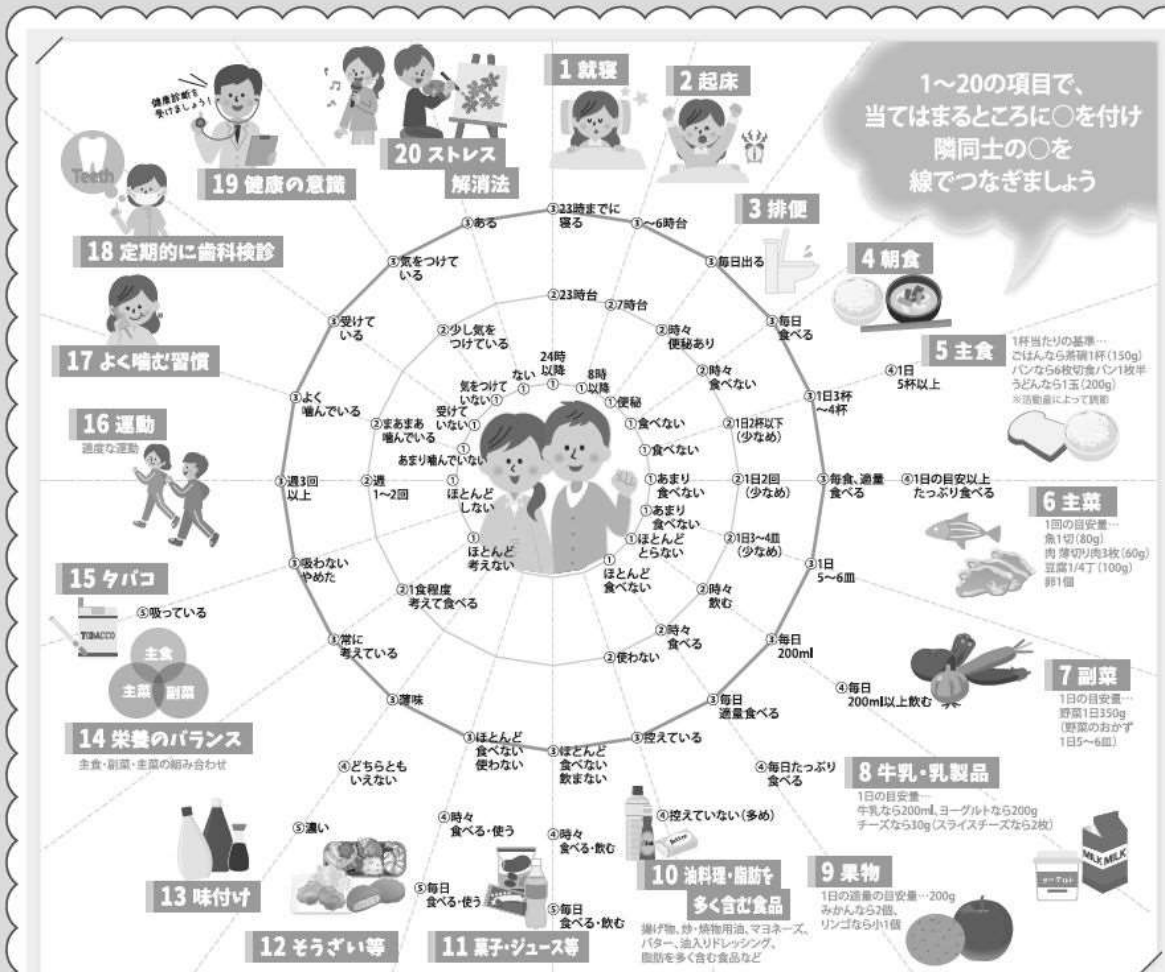 1～20の項目で、
当てはまるところに○を付け
隣同士の○を
線でつなぎましょう
1 就寝
③23時までに
寝る
②23時台
24時
以降
①
2 起床
③～6時台
②7時台
8時
以降
①
3 排便
③毎日出る
②時々
便秘あり
①便秘
4 朝食
③毎日
食べる
②時々
食べない
①食べない
5 主食
1杯当たりの基準…
ごはんなら茶碗1杯(150g)
パンなら6枚切食パン1枚半
うどんなら1玉(200g)
※活動量によって調節
④1日
5杯以上
③1日3杯
～4杯
②1日2杯以下
(少なめ)
①食べない
6 主菜
1回の目安量…
魚1切(80g)
肉 薄切り肉3枚(60g)
豆腐1/4丁(100g)
卵1個
④1日の目安以上
たっぷり食べる
③毎食、適量
食べる
②1日2回
(少なめ)
①あまり
食べない
7 副菜
1日の目安量…
野菜1日350g
(野菜のおかず
1日5～6皿)
③1日
5～6皿
②1日3～4皿
(少なめ)
①あまり
食べない
8 牛乳・乳製品
1日の目安量…
牛乳なら200ml、ヨーグルトなら200g
チーズなら30g(スライスチーズなら2枚)
④毎日
200ml以上飲む
③毎日
200ml
②時々
飲む
①ほとんど
とらない
MILK MILK
ヨーグルト
9 果物
1日の適量の目安量…200g
みかんなら2個、
リンゴなら小1個
④毎日たっぷり
食べる
③毎日
適量食べる
②時々
食べる
①
ほとんど
食べない
10 油料理・脂肪を
多く含む食品
揚げ物、炒・焼物用油、マヨネーズ、
バター、油入りドレッシング、
脂肪を多く含む食品など
④控えていない(多め)
③控えている
②使わない
Butter
11 菓子・ジュース等
③ほとんど
食べない
飲まない
④時々
食べる・飲む
⑤毎日
食べる・飲む
12 そうざい等
③ほとんど
食べない
使わない
④時々
食べる・使う
⑤毎日
食べる・使う
13 味付け
③薄味
④どちらとも
いえない
⑤濃い
14 栄養のバランス
主食・副菜・主菜の組み合わせ
主食
主菜
副菜
③常に
考えている
②1食程度
考えて食べる
①
ほとんど
考えない
15 タバコ
TOBACCO
③吸わない
やめた
⑤吸っている
16 運動
適度な運動
③週3回
以上
②週
1～2回
①
ほとんど
しない
17 よく噛む習慣
③よく
噛んでいる
②まあまあ
噛んでいる
①
あまり噛んでいない
18 定期的に歯科検診
Teeth
③受けて
いる
受けて
いない①
19 健康の意識
健康診断を
受けましょう!
③気をつけて
いる
②少し気を
つけている
気をつけて
いない①
20 ストレス
解消法
③ある
ない
①